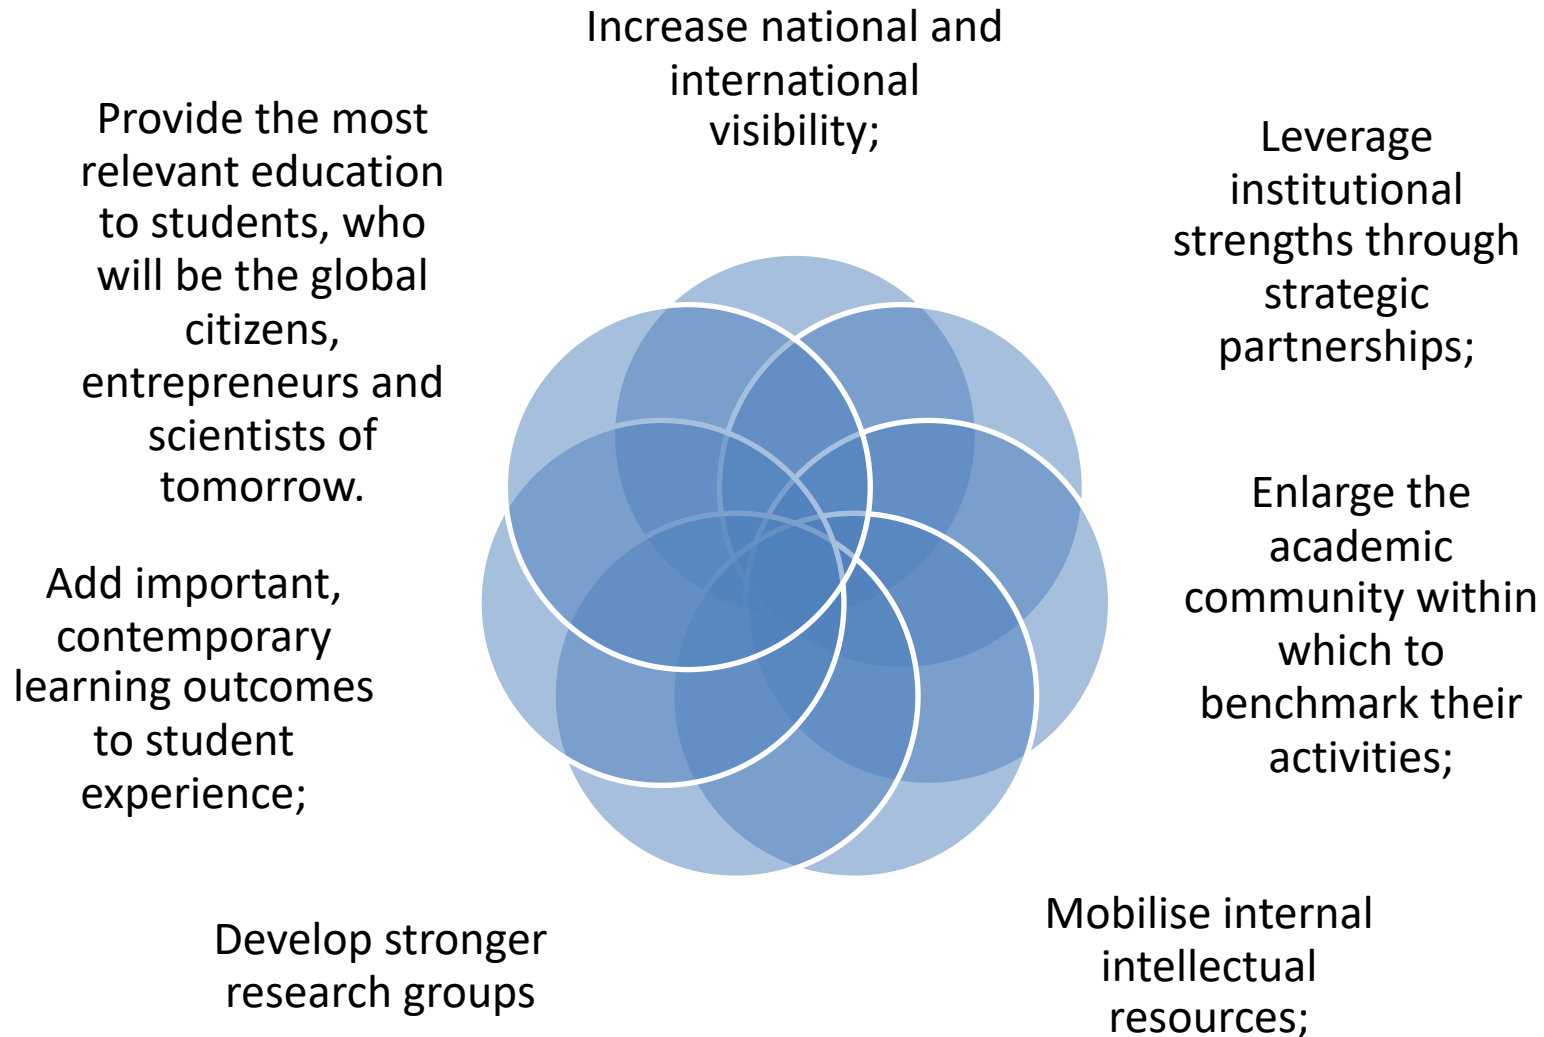 Increase national and
international
visibility;
Leverage
institutional
strengths through
strategic
partnerships;
Enlarge the
academic
community within
which to
benchmark their
activities;
Mobilise internal
intellectual
resources;
Develop stronger
research groups
Add important,
contemporary
learning outcomes
to student
experience;
Provide the most
relevant education
to students, who
will be the global
citizens,
entrepreneurs and
scientists of
tomorrow.